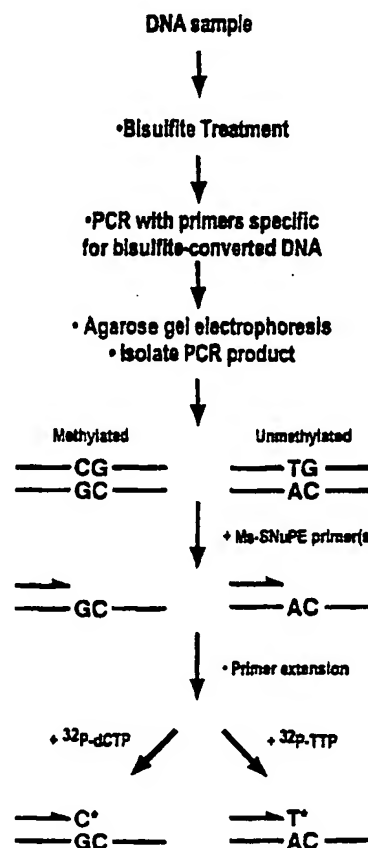 DNA sample
•Bisulfite Treatment
•PCR with primers specific
for bisulfite-converted DNA
• Agarose gel electrophoresis
• Isolate PCR product
Methylated Unmethylated
CG TG
GC AC
+ Ms-SNuPE primer(s
GC AC
• Primer extension
+ ³²P-dCTP + ³²P-TTP
C* T*
GC AC